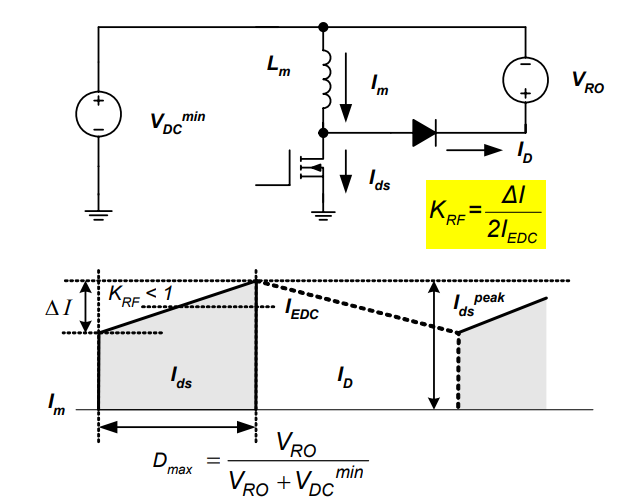 L_m
I_m
V_RO
V_DC^min
I_D
I_ds
K_RF = ΔI / 2I_EDC
ΔI
K_RF < 1
I_EDC
I_ds^peak
I_ds
I_D
I_m
D_max = V_RO / V_RO + V_DC^min